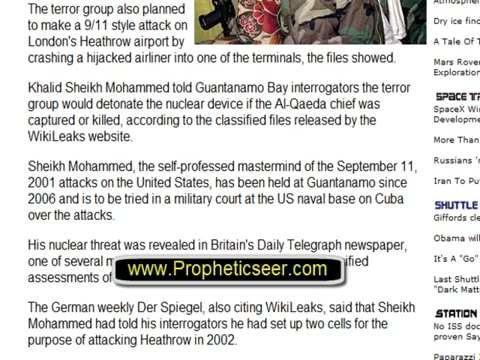 The terror group also planned
to make a 9/11 style attack on
London's Heathrow airport by
crashing a hijacked airliner into one of the terminals, the files showed.
Khalid Sheikh Mohammed told Guantanamo Bay interrogators the terror
group would detonate the nuclear device if the Al-Qaeda chief was
captured or killed, according to the classified files released by the
WikiLeaks website.
Sheikh Mohammed, the self-professed mastermind of the September 11,
2001 attacks on the United States, has been held at Guantanamo since
2006 and is to be tried in a military court at the US naval base on Cuba
over the attacks.
His nuclear threat was revealed in Britain's Daily Telegraph newspaper,
one of several
assessments of
www.Propheticseer.com
The German weekly Der Spiegel, also citing WikiLeaks, said that Sheikh
Mohammed had told his interrogators he had set up two cells for the
purpose of attacking Heathrow in 2002.
Dry ice find
A Tale Of T
Mars Rover
Exploration
SPACE
SpaceX Wi
Developme
More Than
Russians '
Iran To Pu
SHUTTLE
Giffords cle
Obama will
It's A "Go"
Last Shuttl
"Dark Matt
STATION
No ISS do
proven Say
Paparazzi